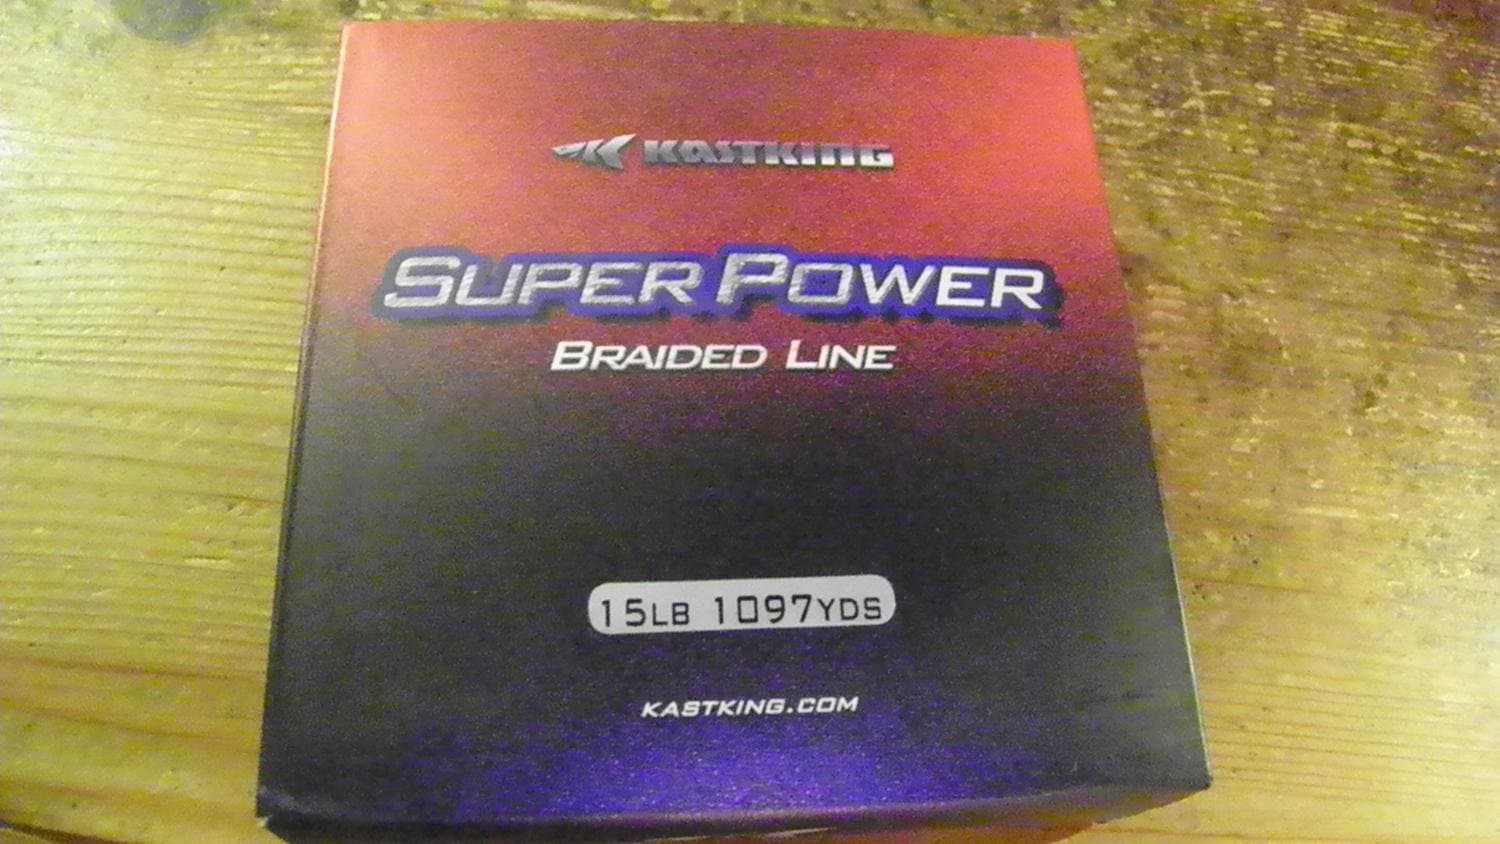 KASTKING
SUPER POWER
BRAIDED LINE
15LB 1097YDS
KASTKING.COM